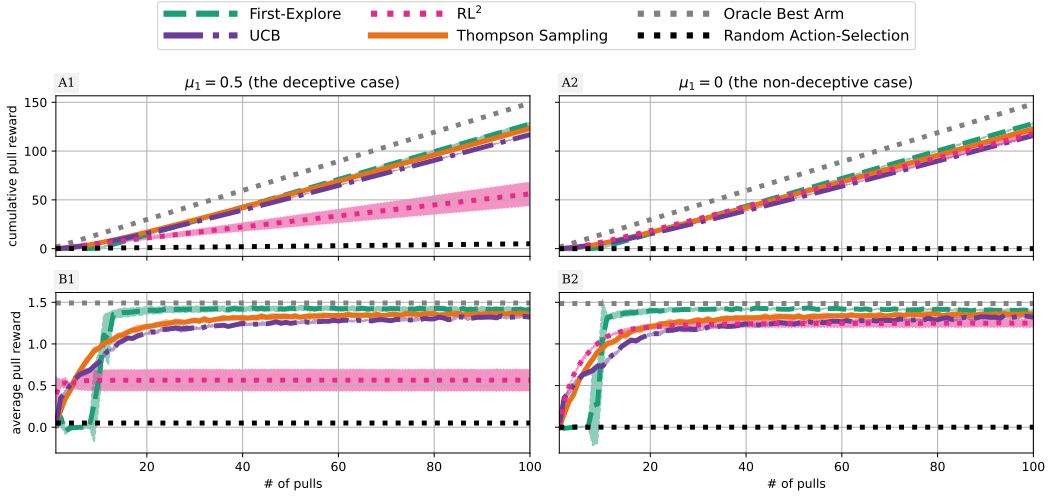 First-Explore RL² Oracle Best Arm
UCB Thompson Sampling Random Action-Selection
A1 μ₁ = 0.5 (the deceptive case)
A2 μ₁ = 0 (the non-deceptive case)
cumulative pull reward
150
100
50
0
B1
B2
average pull reward
1.5
1.0
0.5
0.0
20 40 60 80 100
20 40 60 80 100
# of pulls
# of pulls